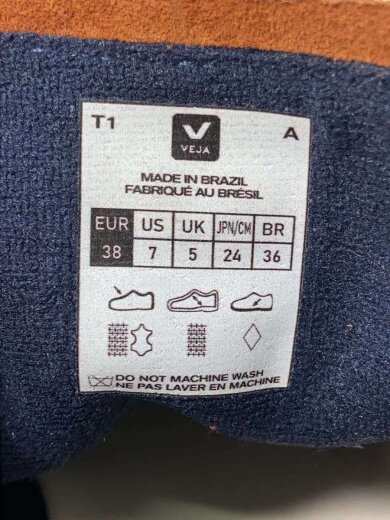 T1
V
VEJA
A
MADE IN BRAZIL
FABRIQUÉ AU BRÉSIL
EUR US UK JPN/CM BR
38 7 5 24 36
DO NOT MACHINE WASH
NE PAS LAVER EN MACHINE